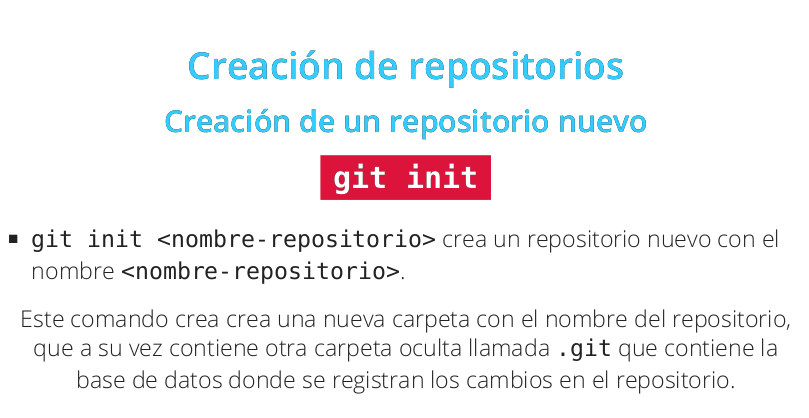 Creación de repositorios
Creación de un repositorio nuevo
git init
▪ git init <nombre-repositorio> crea un repositorio nuevo con el
nombre <nombre-repositorio>.
Este comando crea crea una nueva carpeta con el nombre del repositorio,
que a su vez contiene otra carpeta oculta llamada .git que contiene la
base de datos donde se registran los cambios en el repositorio.